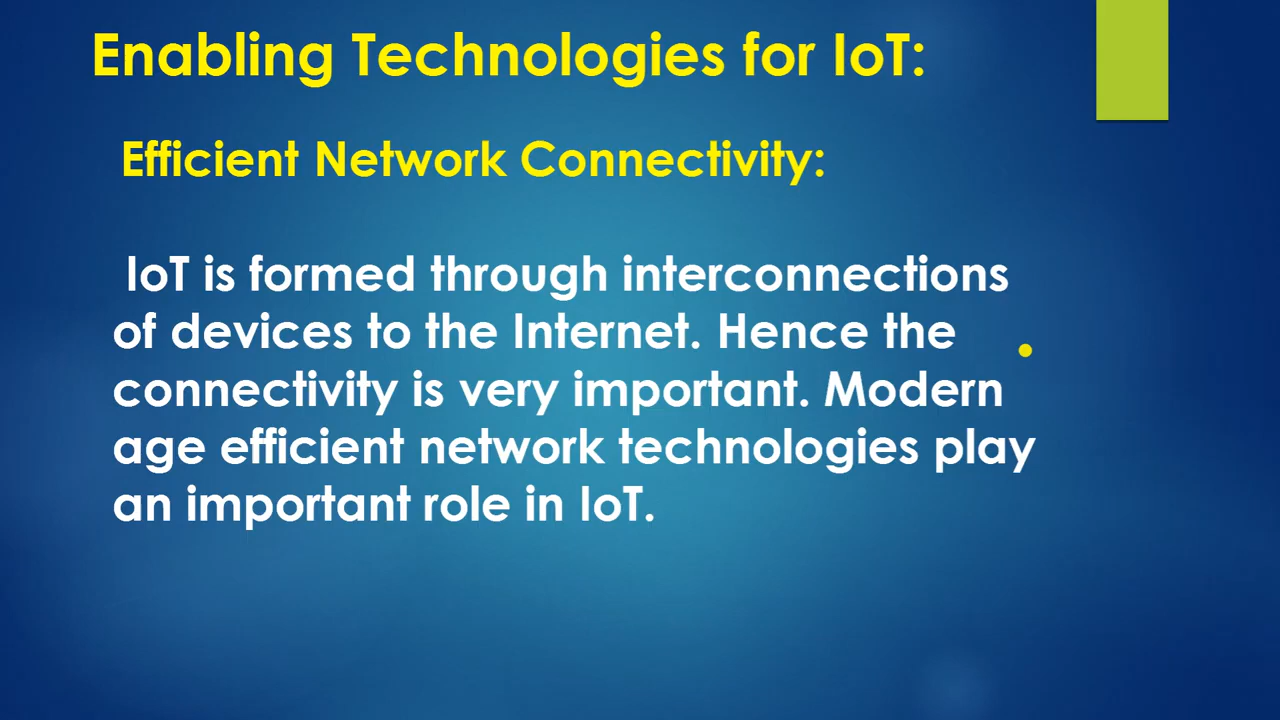 Enabling Technologies for IoT:
Efficient Network Connectivity:
IoT is formed through interconnections
of devices to the Internet. Hence the
connectivity is very important. Modern
age efficient network technologies play
an important role in IoT.